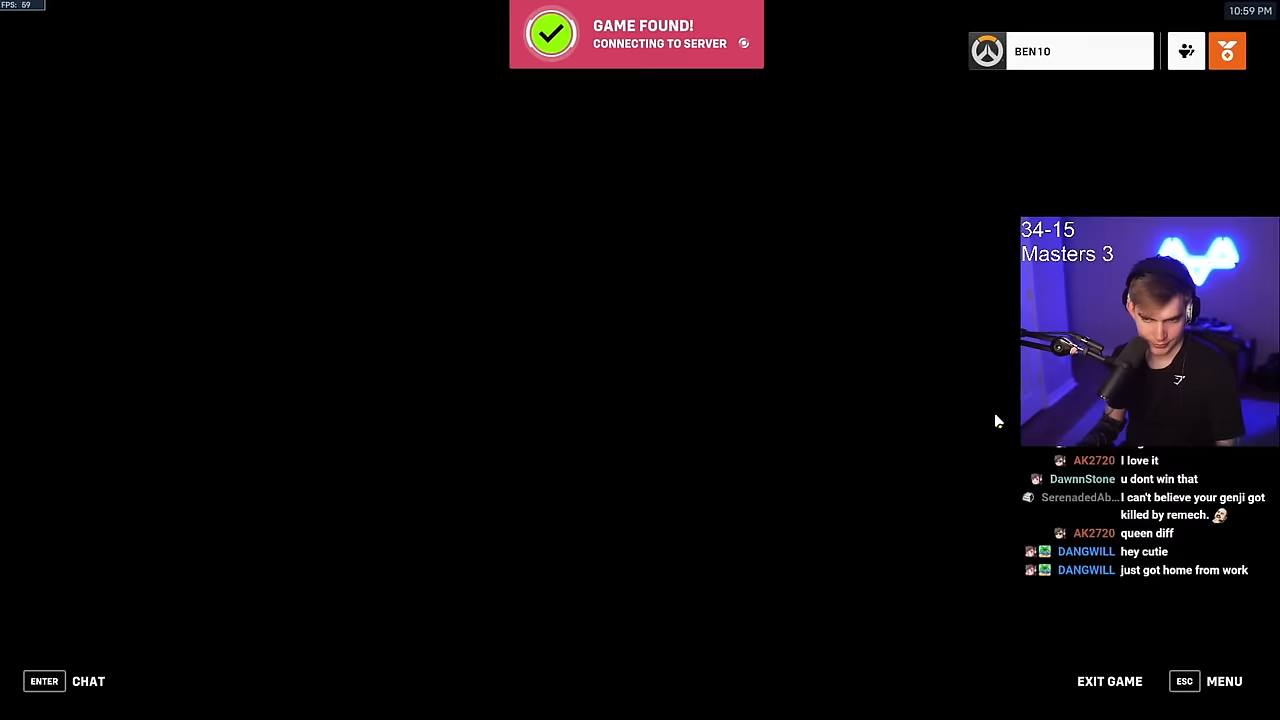 FPS: 59
10:59 PM
GAME FOUND!
CONNECTING TO SERVER
BEN10
34-15
Masters 3
AK2720 I love it
DawnnStone u dont win that
SerenadedAb... I can't believe your genji got
killed by remech.
AK2720 queen diff
DANGWILL hey cutie
DANGWILL just got home from work
ENTER CHAT
EXIT GAME ESC MENU